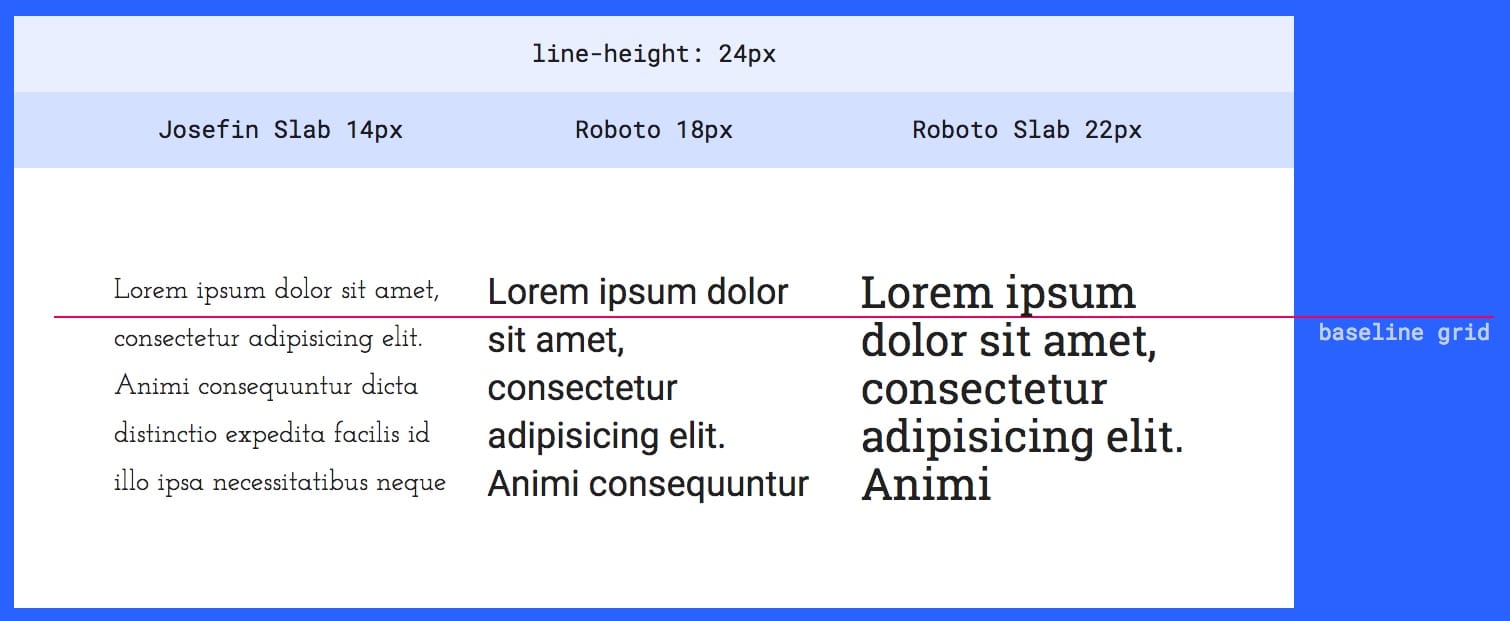 line-height: 24px
Josefin Slab 14px
Roboto 18px
Roboto Slab 22px
Lorem ipsum dolor sit amet,
consectetur adipisicing elit.
Animi consequuntur dicta
distinctio expedita facilis id
illo ipsa necessitatibus neque
Lorem ipsum dolor
sit amet,
consectetur
adipisicing elit.
Animi consequuntur
Lorem ipsum
dolor sit amet,
consectetur
adipisicing elit.
Animi
baseline grid